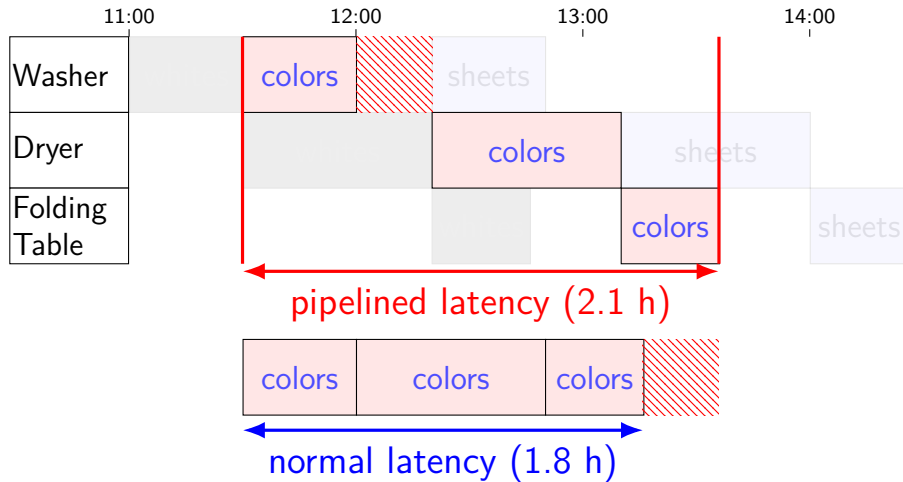 11:00 12:00 13:00 14:00
Washer colors sheets
Dryer colors sheets
Folding
Table colors sheets
pipelined latency (2.1 h)
colors colors colors
normal latency (1.8 h)